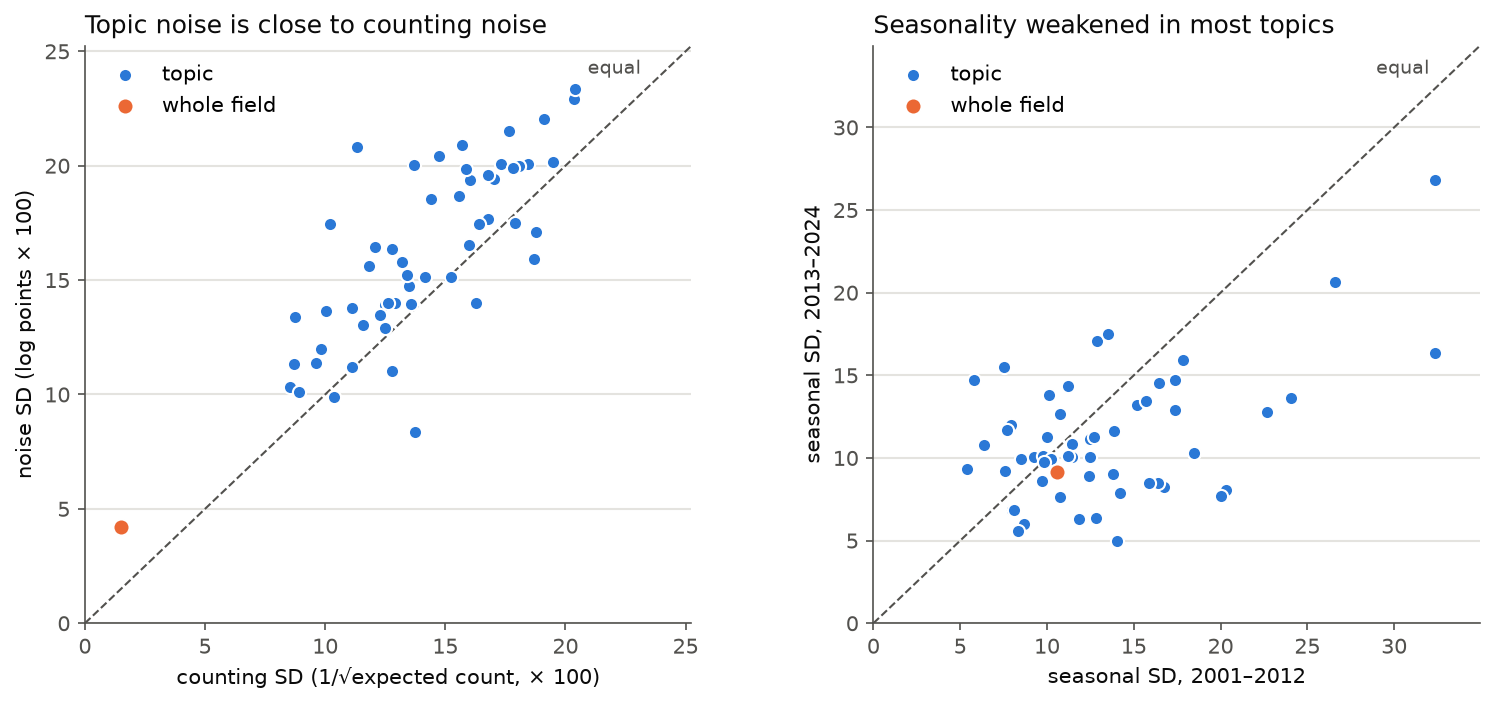 Topic noise is close to counting noise
noise SD (log points × 100)
25
20
15
10
5
0
topic
whole field
equal
0 5 10 15 20 25
counting SD (1/√expected count, × 100)
Seasonality weakened in most topics
seasonal SD, 2013–2024
30
25
20
15
10
5
0
topic
whole field
equal
0 5 10 15 20 25 30
seasonal SD, 2001–2012